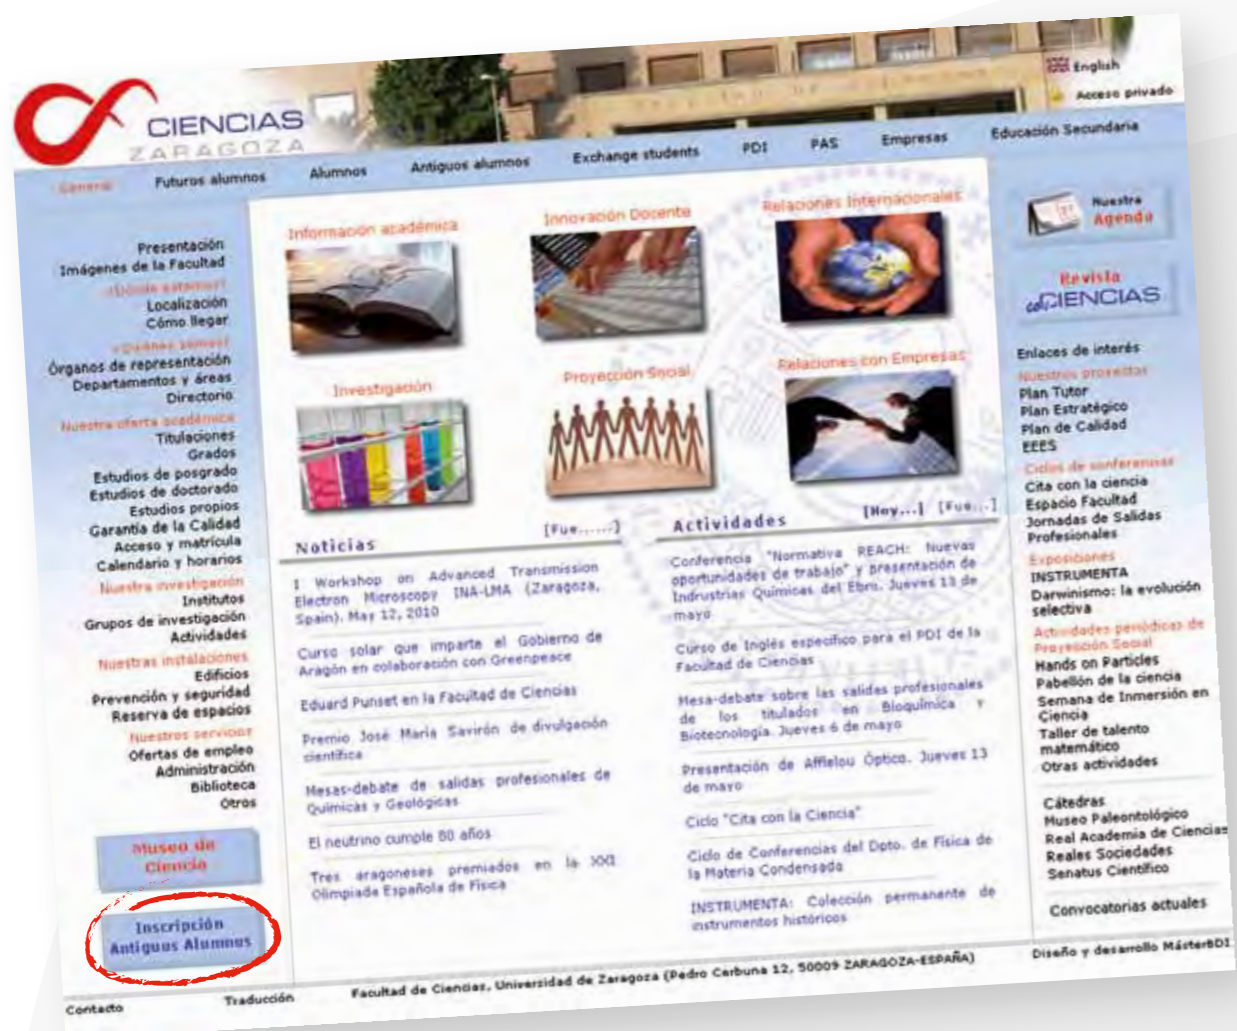 English
Acceso privado
CIENCIAS
ZARAGOZA
General
Futuros alumnos
Alumnos
Antiguos alumnos
Exchange students
PDI
PAS
Empresas
Educación Secundaria
Presentación
Imágenes de la Facultad
¿Dónde estamos?
Localización
Cómo llegar
¿Quiénes somos?
Órganos de representación
Departamentos y áreas
Directorio
Nuestra oferta académica
Titulaciones
Grados
Estudios de posgrado
Estudios de doctorado
Estudios propios
Garantía de la Calidad
Acceso y matrícula
Calendario y horarios
Nuestra investigación
Institutos
Grupos de investigación
Actividades
Nuestras instalaciones
Edificios
Prevención y seguridad
Reserva de espacios
Nuestros servicios
Ofertas de empleo
Administración
Biblioteca
Otros
Museo de
Ciencia
Inscripción
Antiguos Alumnos
Información académica
Innovación Docente
Relaciones Internacionales
Investigación
Proyección Social
Relaciones con Empresas
Noticias
[Fue......]
I Workshop on Advanced Transmission
Electron Microscopy INA-LMA (Zaragoza,
Spain). May 12, 2010
Curso solar que imparte el Gobierno de
Aragón en colaboración con Greenpeace
Eduard Punset en la Facultad de Ciencias
Premio José María Savirón de divulgación
científica
Mesas-debate de salidas profesionales de
Químicas y Geológicas
El neutrino cumple 80 años
Tres aragoneses premiados en la XXI
Olimpiada Española de Física
Actividades
[Hoy...] [Fue...]
Conferencia "Normativa REACH: Nuevas
oportunidades de trabajo" y presentación de
Indrustrias Químicas del Ebro. Jueves 13 de
mayo
Curso de Inglés específico para el PDI de la
Facultad de Ciencias
Mesa-debate sobre las salidas profesionales
de los titulados en Bioquímica y
Biotecnología. Jueves 6 de mayo
Presentación de Afflelou Óptico. Jueves 13
de mayo
Ciclo "Cita con la Ciencia"
Ciclo de Conferencias del Dpto. de Física de
la Materia Condensada
INSTRUMENTA: Colección permanente de
instrumentos históricos
Nuestra
Agenda
Revista
conCIENCIAS
Enlaces de interés
Nuestros proyectos
Plan Tutor
Plan Estratégico
Plan de Calidad
EEES
Ciclos de conferencias
Cita con la ciencia
Espacio Facultad
Jornadas de Salidas
Profesionales
Exposiciones
INSTRUMENTA
Darwinismo: la evolución
selectiva
Actividades periódicas de
Proyección Social
Hands on Particles
Pabellón de la ciencia
Semana de Inmersión en
Ciencia
Taller de talento
matemático
Otras actividades
Cátedras
Museo Paleontológico
Real Academia de Ciencias
Reales Sociedades
Senatus Científico
Convocatorias actuales
Contacto
Traducción
Facultad de Ciencias, Universidad de Zaragoza (Pedro Cerbuna 12, 50009 ZARAGOZA-ESPAÑA)
Diseño y desarrollo MásterBDI